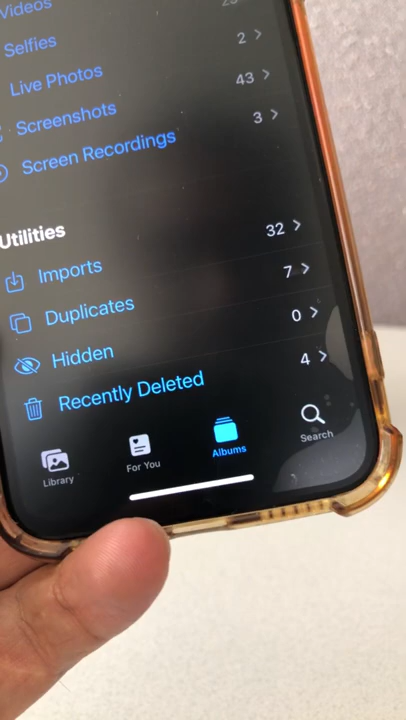 Videos
Selfies
Live Photos 2
Screenshots 43
Screen Recordings 3
Utilities
Imports 32
Duplicates 7
Hidden 0
Recently Deleted 4
Library For You Albums Search